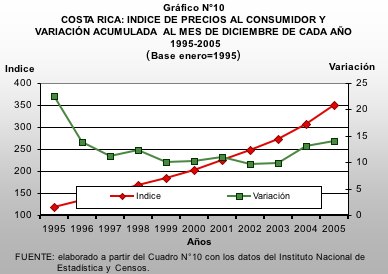 Gráfico N°10
COSTA RICA: INDICE DE PRECIOS AL CONSUMIDOR Y
VARIACIÓN ACUMULADA AL MES DE DICIEMBRE DE CADA AÑO
1995-2005
(Base enero=1995)
Indice Variación
400 25
350 20
300 15
250 10
200 5
150 0
100
Indice Variación
1995 1996 1997 1998 1999 2000 2001 2002 2003 2004 2005
Años
FUENTE: elaborado a partir del Cuadro N°10 con los datos del Instituto Nacional de
Estadística y Censos.